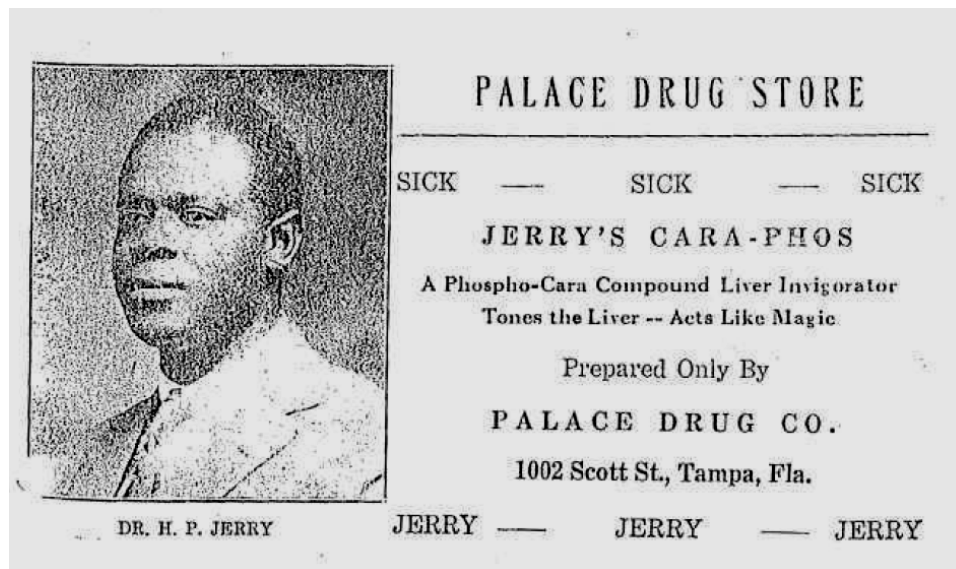 PALACE DRUG STORE
SICK — SICK — SICK
JERRY'S CARA-PHOS
A Phospho-Cara Compound Liver Invigorator
Tones the Liver -- Acts Like Magic
Prepared Only By
PALACE DRUG CO.
1002 Scott St., Tampa, Fla.
JERRY — JERRY — JERRY
DR. H. P. JERRY